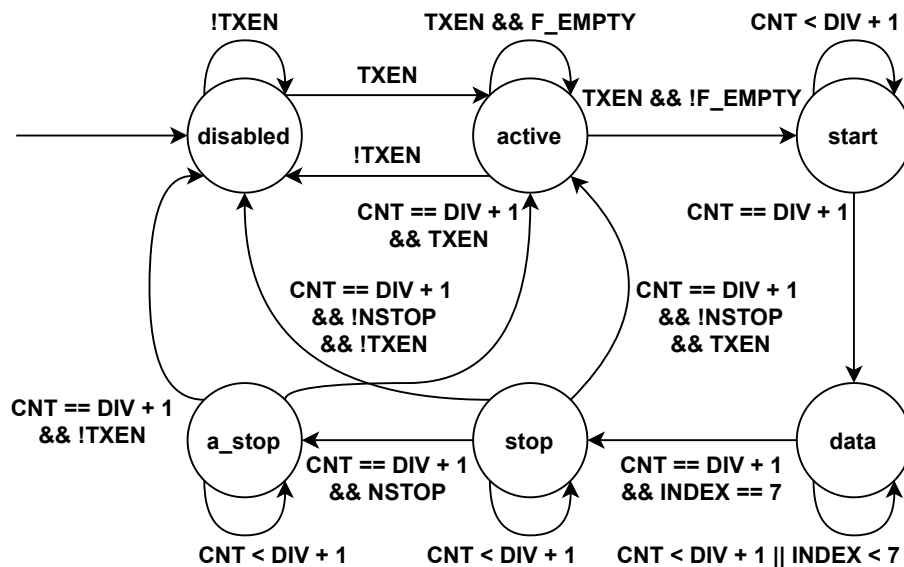 !TXEN
TXEN && F_EMPTY
CNT < DIV + 1
TXEN
TXEN && !F_EMPTY
disabled
active
start
!TXEN
CNT == DIV + 1
&& TXEN
CNT == DIV + 1
CNT == DIV + 1
&& !NSTOP
&& !TXEN
CNT == DIV + 1
&& !NSTOP
&& TXEN
CNT == DIV + 1
&& !TXEN
a_stop
stop
data
CNT == DIV + 1
&& NSTOP
CNT == DIV + 1
&& INDEX == 7
CNT < DIV + 1
CNT < DIV + 1
CNT < DIV + 1 || INDEX < 7